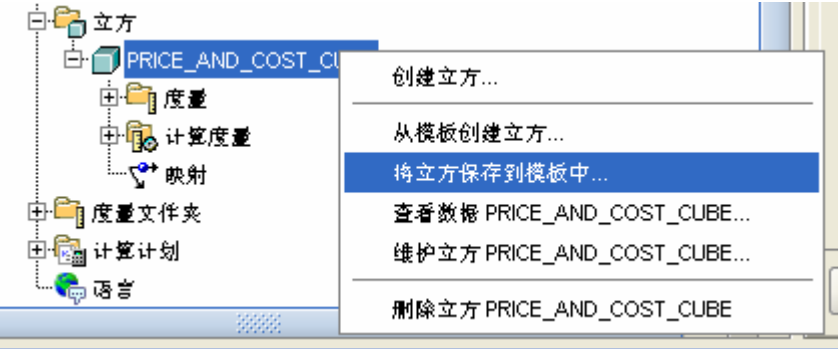 立方
PRICE_AND_COST_CU
度量
计算度量
映射
度量文件夹
计算计划
语言
创建立方...
从模板创建立方...
将立方保存到模板中...
查看数据 PRICE_AND_COST_CUBE...
维护立方 PRICE_AND_COST_CUBE...
删除立方 PRICE_AND_COST_CUBE